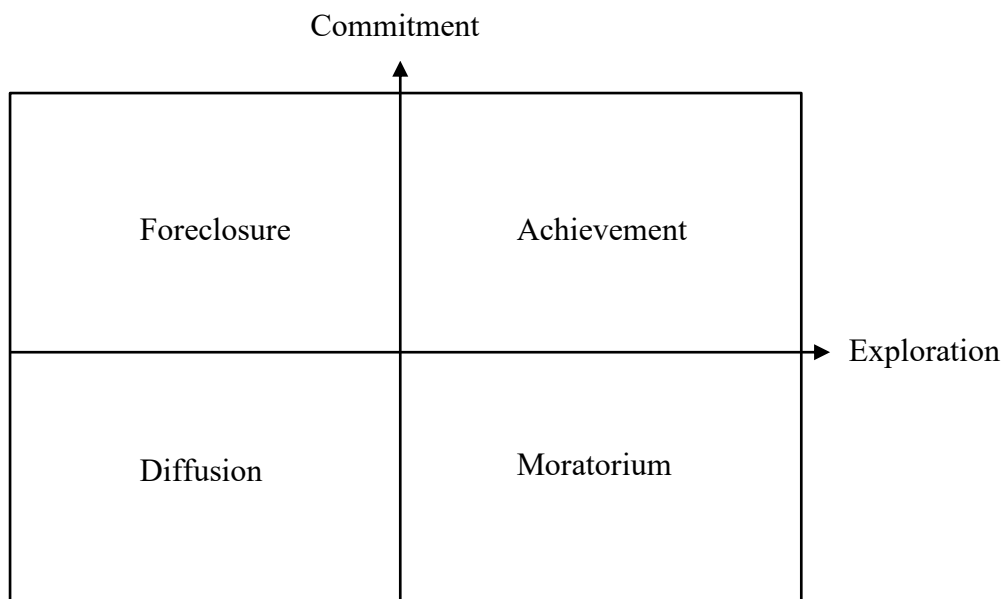 Commitment
Foreclosure
Achievement
Exploration
Diffusion
Moratorium